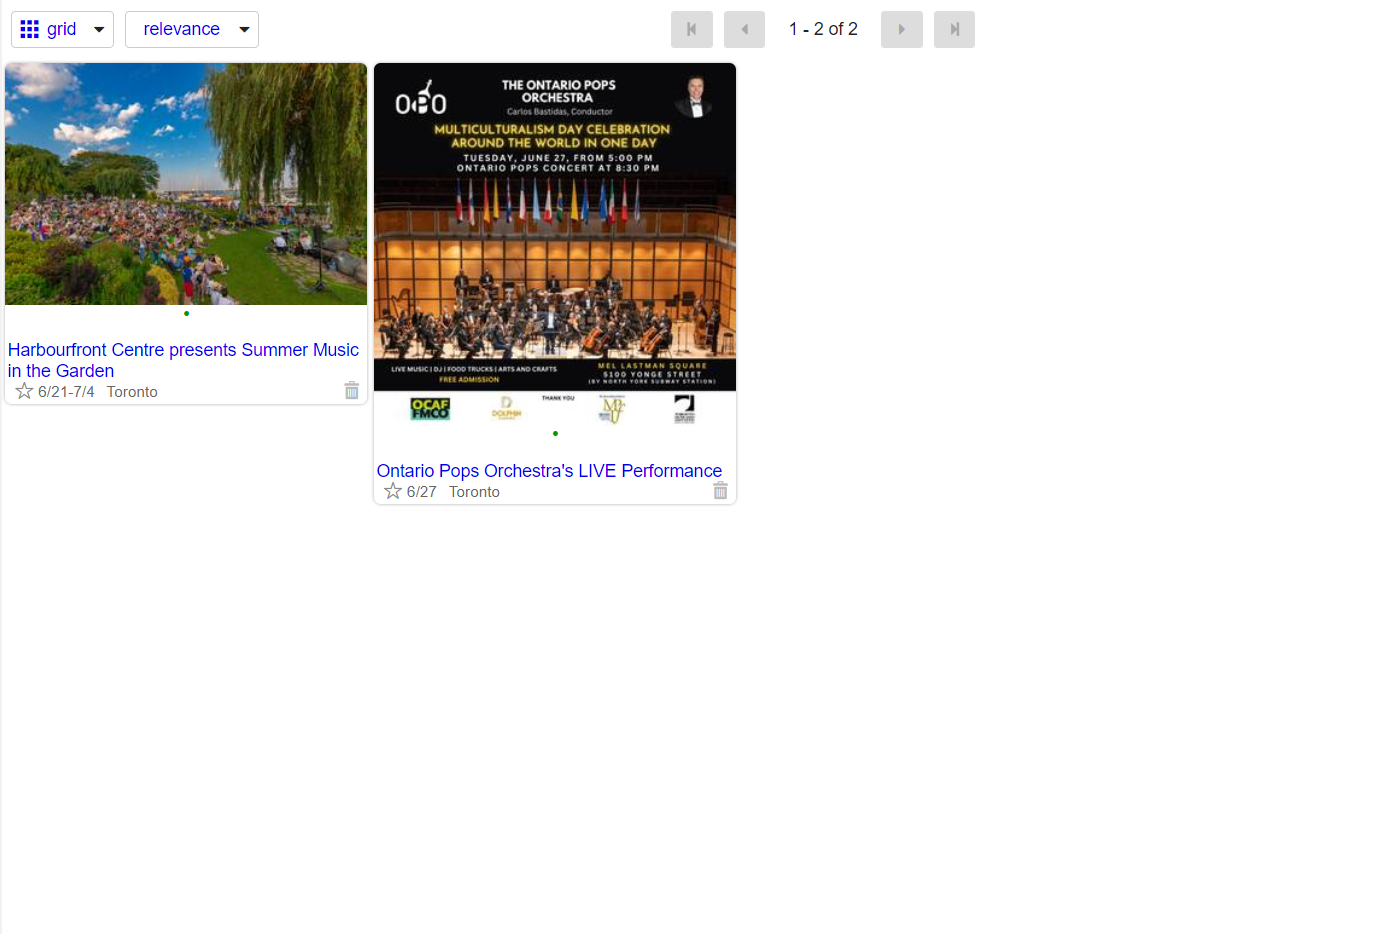 grid
relevance
1 - 2 of 2
Harbourfront Centre presents Summer Music
in the Garden
6/21-7/4 Toronto
OPO
THE ONTARIO POPS
ORCHESTRA
Carlos Bastidas, Conductor
MULTICULTURALISM DAY CELEBRATION
AROUND THE WORLD IN ONE DAY
TUESDAY, JUNE 27, FROM 5:00 PM
ONTARIO POPS CONCERT AT 8:30 PM
LIVE MUSIC | DJ | FOOD TRUCKS | ARTS AND CRAFTS
FREE ADMISSION
MEL LASTMAN SQUARE
5100 YONGE STREET
(BY NORTH YORK SUBWAY STATION)
THANK YOU
OCAF
FMCO
DOLPHIN
Ontario Pops Orchestra's LIVE Performance
6/27 Toronto